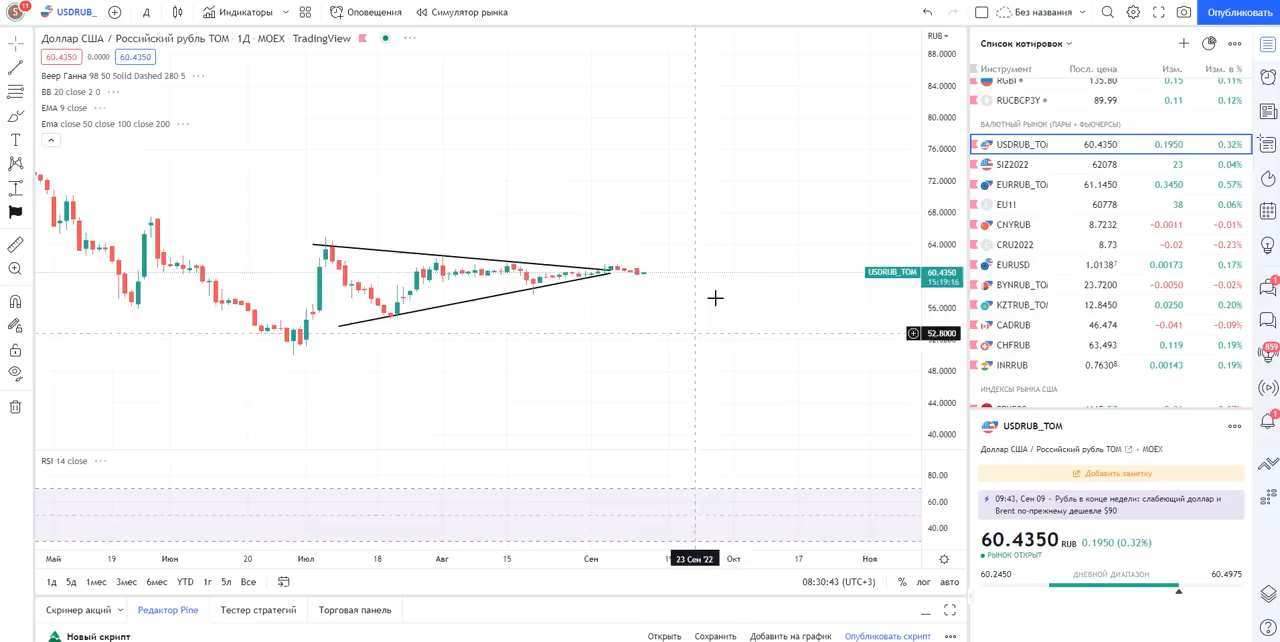 S 11 USDRUB_ Д Индикаторы Оповещения Симулятор рынка Без названия Опубликовать
Доллар США / Российский рубль ТОМ · 1Д · MOEX · TradingView
60.4350 0.0000 60.4350
Веер Ганна 98 50 Solid Dashed 280 5
BB 20 close 2 0
EMA 9 close
Ema close 50 close 100 close 200
RUB
88.0000
84.0000
80.0000
76.0000
72.0000
68.0000
64.0000
USDRUB_TOM 60.4350
15:19:16
56.0000
52.8000
48.0000
44.0000
40.0000
RSI 14 close
80.00
60.00
40.00
Май 19 Июн 20 Июл 18 Авг 15 Сен 23 Сен '22 Окт 17 Ноя
1д 5д 1мес 3мес 6мес YTD 1г 5л Все 08:30:43 (UTC+3) % лог авто
Скринер акций Редактор Pine Тестер стратегий Торговая панель
Новый скрипт Открыть Сохранить Добавить на график Опубликовать скрипт
Список котировок
Инструмент Посл. цена Изм. Изм. в %
RGBI 135.80 0.15 0.11%
RUCBCP3Y 89.99 0.11 0.12%
ВАЛЮТНЫЙ РЫНОК (ПАРЫ + ФЬЮЧЕРСЫ)
USDRUB_TO 60.4350 0.1950 0.32%
SIZ2022 62078 23 0.04%
EURRUB_TO 61.1450 0.3450 0.57%
EU1! 60778 38 0.06%
CNYRUB 8.7232 -0.0011 -0.01%
CRU2022 8.73 -0.02 -0.23%
EURUSD 1.01387 0.00173 0.17%
BYNRUB_TO 23.7200 -0.0050 -0.02%
KZTRUB_TO 12.8450 0.0250 0.20%
CADRUB 46.474 -0.041 -0.09%
CHFRUB 63.493 0.119 0.19%
INRRUB 0.76308 0.00143 0.19%
ИНДЕКСЫ РЫНКА США
USDRUB_TOM
Доллар США / Российский рубль ТОМ · MOEX
Добавить заметку
09:43, Сен 09 · Рубль в конце недели: слабеющий доллар и
Brent по-прежнему дешевле $90
60.4350 RUB 0.1950 (0.32%)
РЫНОК ОТКРЫТ
60.2450 ДНЕВНОЙ ДИАПАЗОН 60.4975
1
859
1